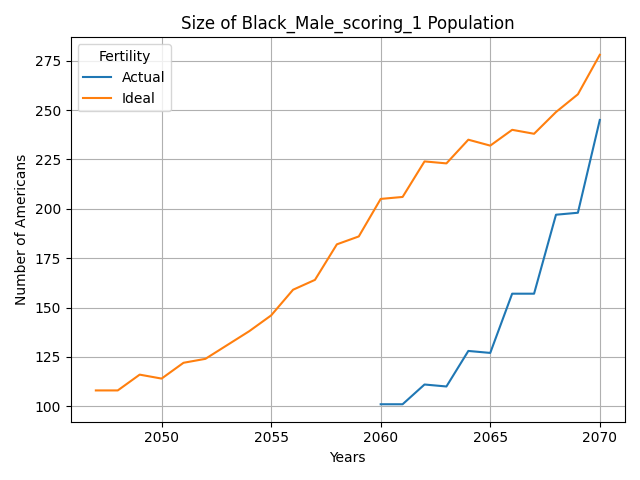 Size of Black_Male_scoring_1 Population
Fertility
Actual
Ideal
Number of Americans
275
250
225
200
175
150
125
100
2050
2055
2060
2065
2070
Years